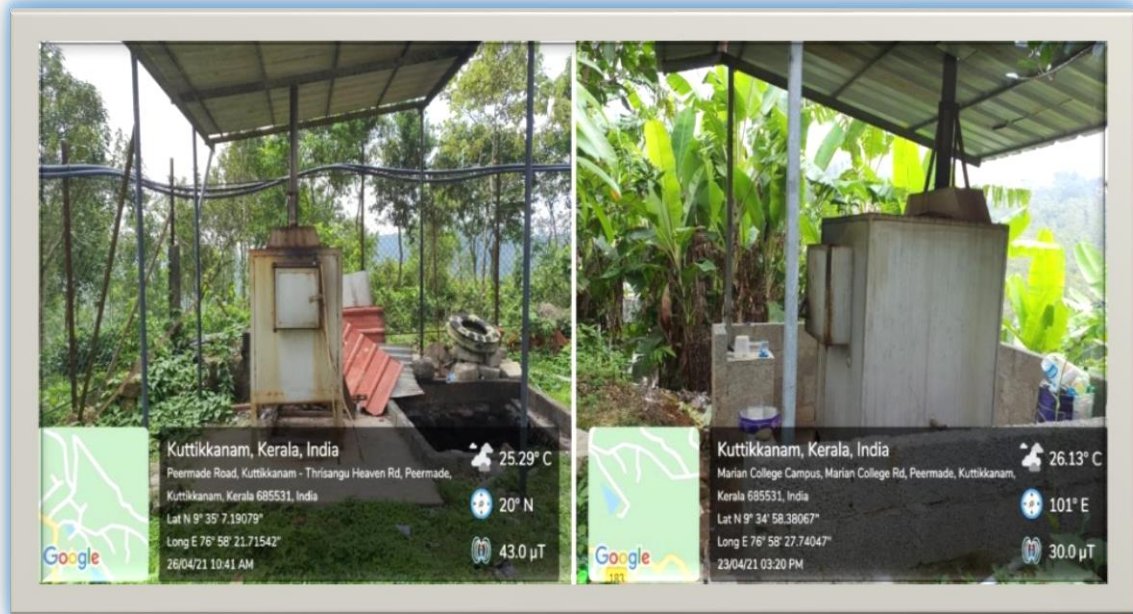 Kuttikkanam, Kerala, India
Peermade Road, Kuttikkanam - Thrisangu Heaven Rd, Peermade,
Kuttikkanam, Kerala 685531, India
Lat N 9° 35' 7.19079"
Long E 76° 58' 21.71542"
26/04/21 10:41 AM
25.29° C
20° N
43.0 µT
Google
Kuttikkanam, Kerala, India
Marian College Campus, Marian College Rd, Peermade, Kuttikkanam,
Kerala 685531, India
Lat N 9° 34' 58.38067"
Long E 76° 58' 27.74047"
23/04/21 03:20 PM
26.13° C
101° E
30.0 µT
Google
183